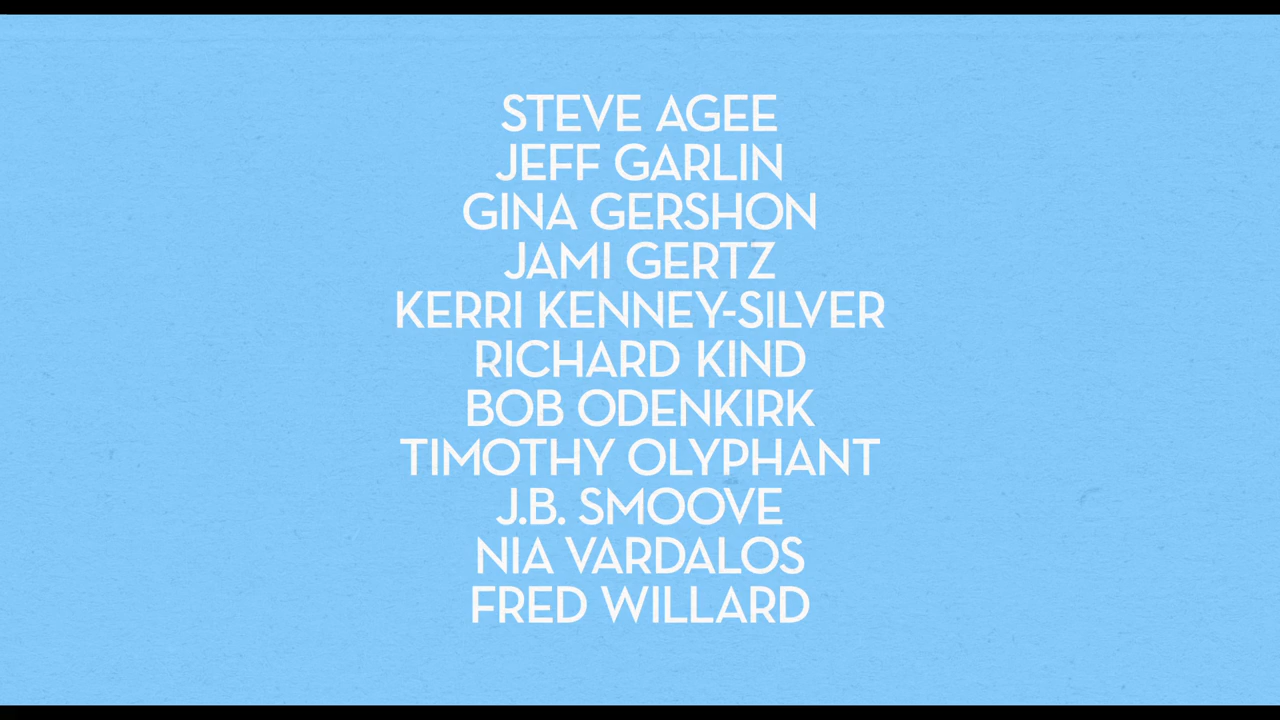 STEVE AGEE
JEFF GARLIN
GINA GERSHON
JAMI GERTZ
KERRI KENNEY-SILVER
RICHARD KIND
BOB ODENKIRK
TIMOTHY OLYPHANT
J.B. SMOOVE
NIA VARDALOS
FRED WILLARD